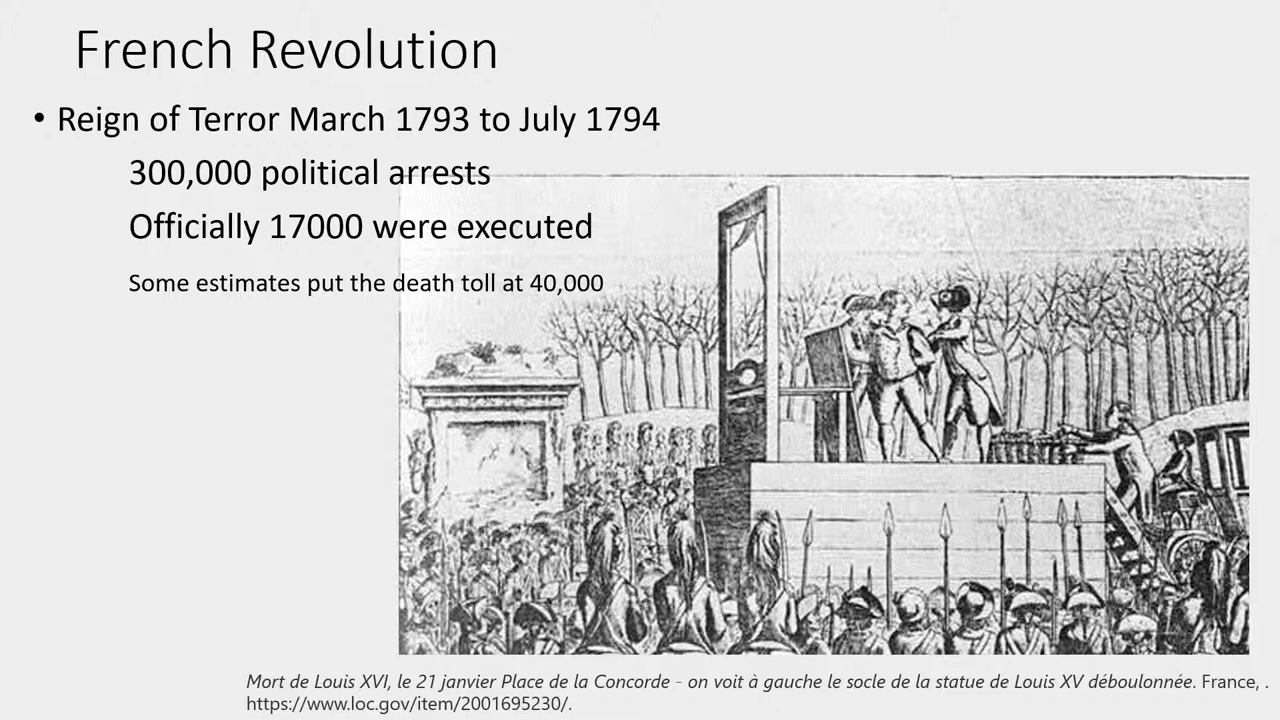 French Revolution
• Reign of Terror March 1793 to July 1794
300,000 political arrests
Officially 17000 were executed
Some estimates put the death toll at 40,000
Mort de Louis XVI, le 21 janvier Place de la Concorde - on voit à gauche le socle de la statue de Louis XV déboulonnée. France, .
https://www.loc.gov/item/2001695230/.